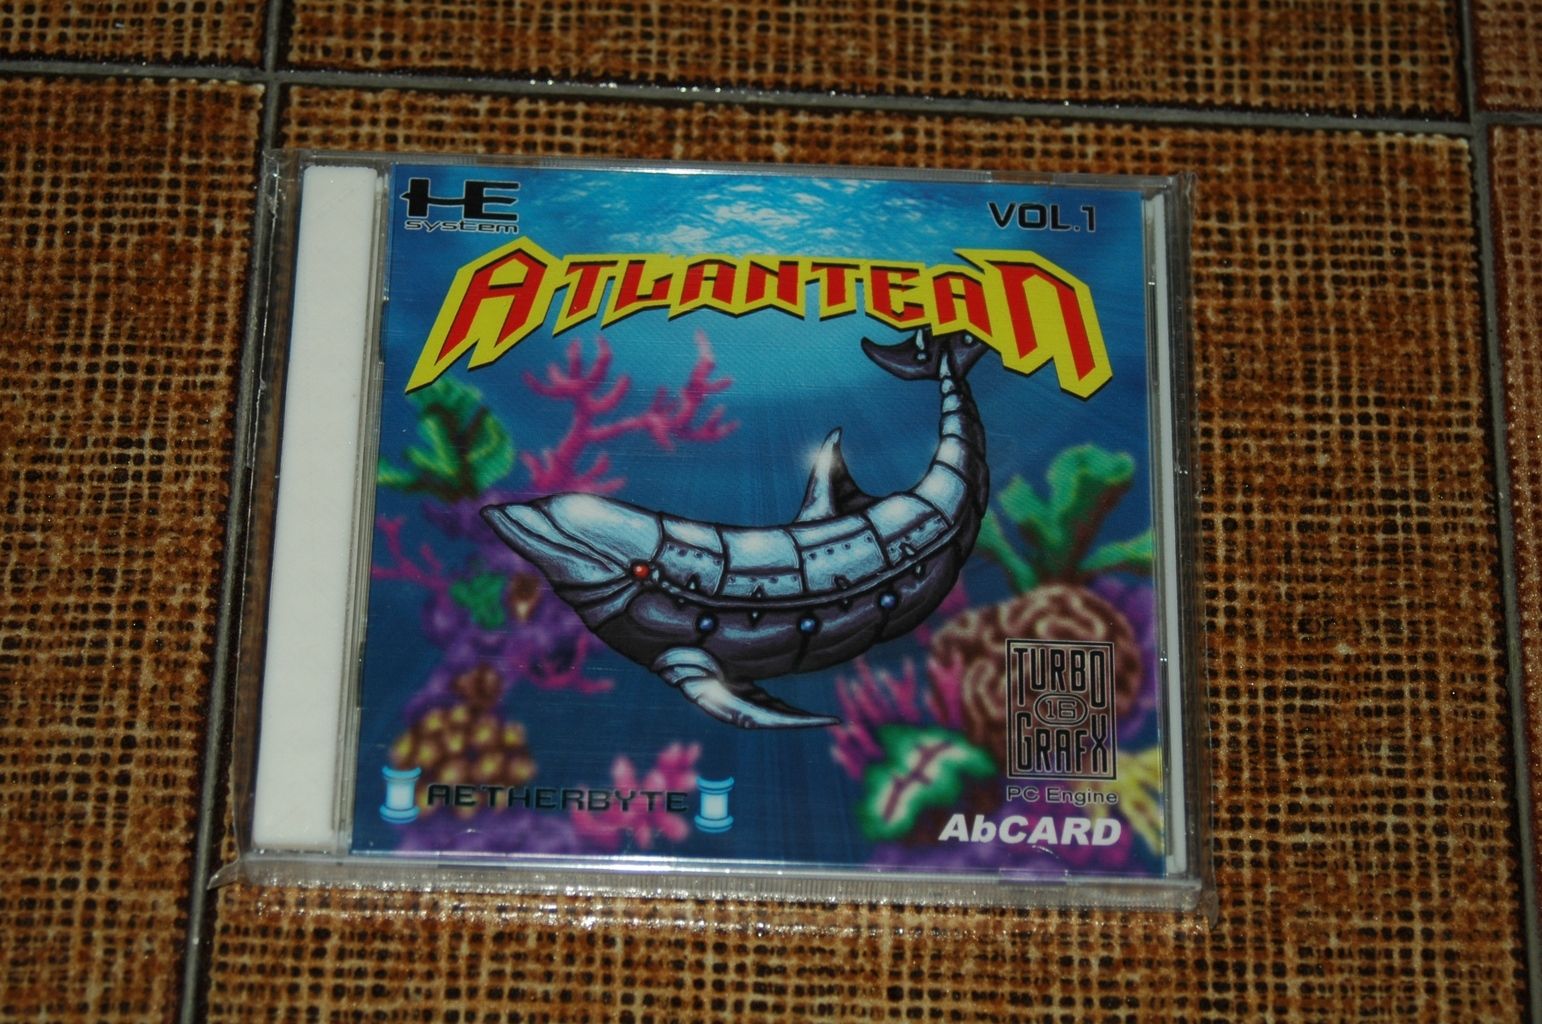 HE
system
VOL.1
ATLANTEAN
TURBO
16
GRAFX
PC Engine
AETHERBYTE
AbCARD